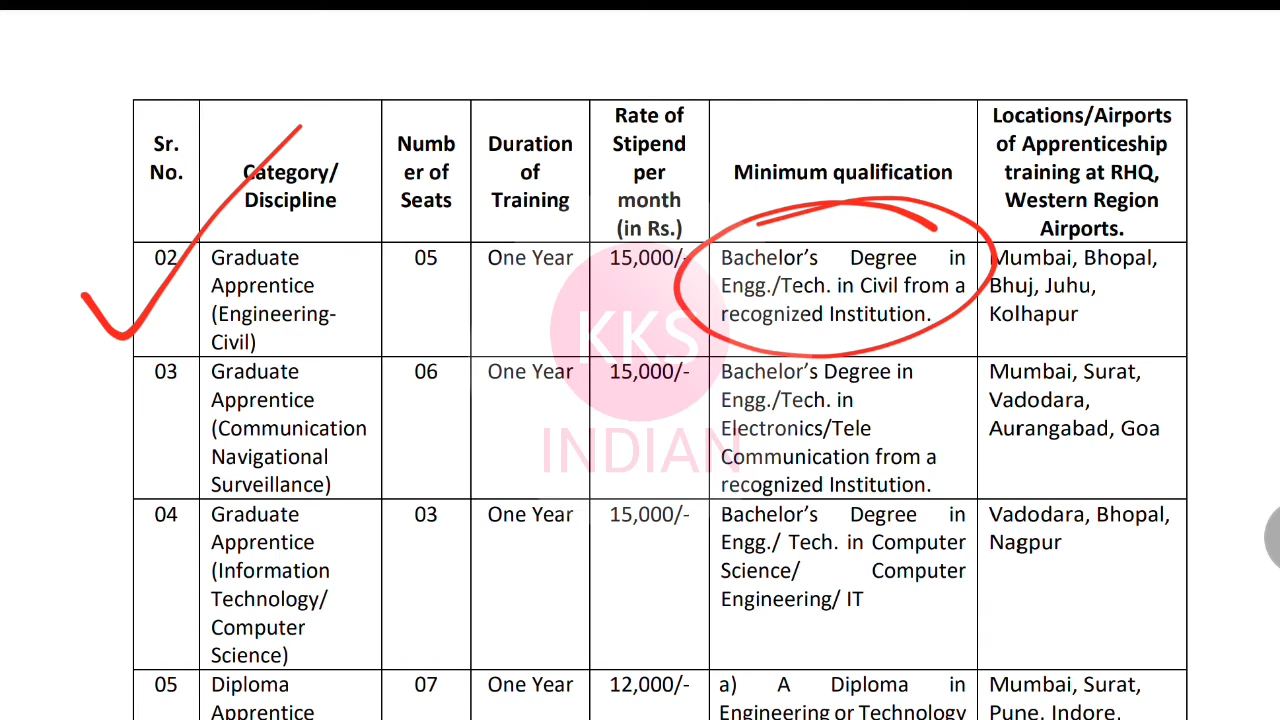 Sr. No.
Category/ Discipline
Numb er of Seats
Duration of Training
Rate of Stipend per month (in Rs.)
Minimum qualification
Locations/Airports of Apprenticeship training at RHQ, Western Region Airports.
02
Graduate
Apprentice
(Engineering-
Civil)
05
One Year
15,000/-
Bachelor's Degree in
Engg./Tech. in Civil from a
recognized Institution.
Mumbai, Bhopal,
Bhuj, Juhu,
Kolhapur
03
Graduate
Apprentice
(Communication
Navigational
Surveillance)
06
One Year
15,000/-
Bachelor's Degree in
Engg./Tech. in
Electronics/Tele
Communication from a
recognized Institution.
Mumbai, Surat,
Vadodara,
Aurangabad, Goa
04
Graduate
Apprentice
(Information
Technology/
Computer
Science)
03
One Year
15,000/-
Bachelor's Degree in
Engg./ Tech. in Computer
Science/ Computer
Engineering/ IT
Vadodara, Bhopal,
Nagpur
05
Diploma
Apprentice
07
One Year
12,000/-
a) A Diploma in
Engineering or Technology
Mumbai, Surat,
Pune, Indore,
KKS
INDIAN